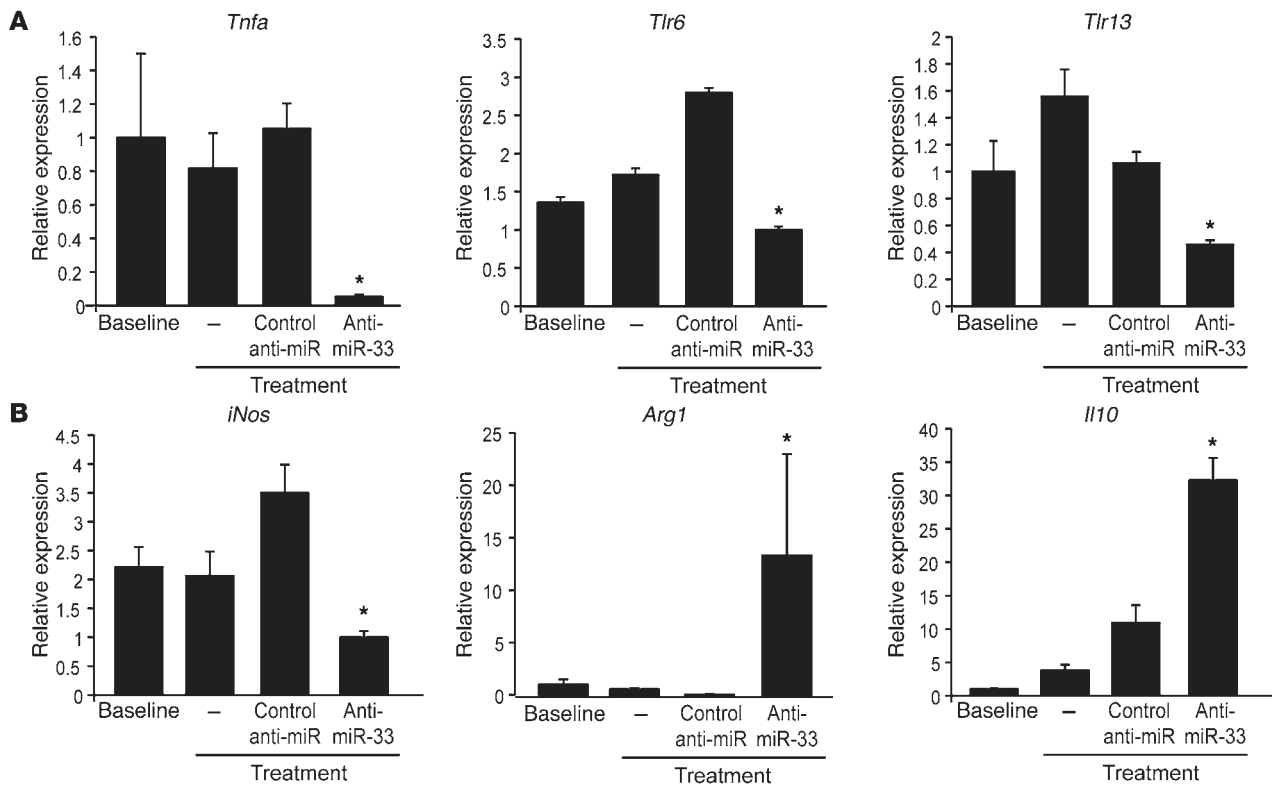 A
Tnfa
Relative expression
1.6
1.4
1.2
1
0.8
0.6
0.4
0.2
0
*
Baseline
–
Control
anti-miR
Anti-
miR-33
Treatment
Tlr6
Relative expression
3.5
3
2.5
2
1.5
1
0.5
0
*
Baseline
–
Control
anti-miR
Anti-
miR-33
Treatment
Tlr13
Relative expression
2
1.8
1.6
1.4
1.2
1
0.8
0.6
0.4
0.2
0
*
Baseline
–
Control
anti-miR
Anti-
miR-33
Treatment
B
iNos
Relative expression
4.5
4
3.5
3
2.5
2
1.5
1
0.5
0
*
Baseline
–
Control
anti-miR
Anti-
miR-33
Treatment
Arg1
Relative expression
25
20
15
10
5
0
*
Baseline
–
Control
anti-miR
Anti-
miR-33
Treatment
Il10
Relative expression
40
35
30
25
20
15
10
5
0
*
Baseline
–
Control
anti-miR
Anti-
miR-33
Treatment